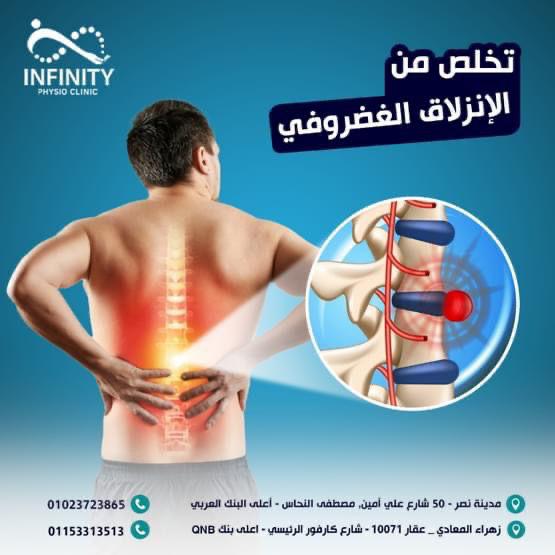 INFINITY
PHYSIO CLINIC
تخلص من
الإنزلاق الغضروفي
مدينة نصر - 50 شارع علي أمين, مصطفى النحاس - أعلى البنك العربي
01023723865
زهراء المعادي _ عقار 10071 - شارع كارفور الرئيسي - اعلى بنك QNB
01153313513